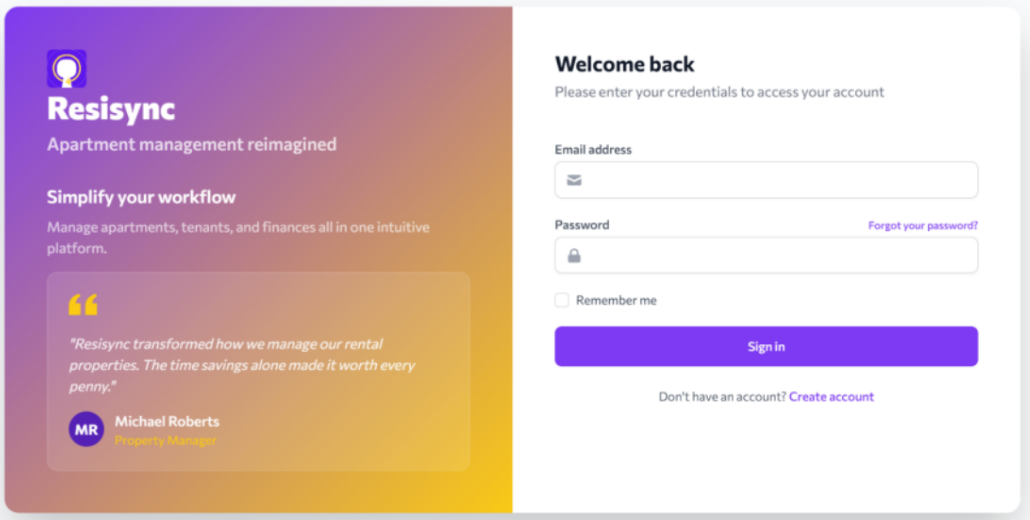 Resisync
Apartment management reimagined
Simplify your workflow
Manage apartments, tenants, and finances all in one intuitive
platform.
"Resisync transformed how we manage our rental
properties. The time savings alone made it worth every
penny."
MR
Michael Roberts
Property Manager
Welcome back
Please enter your credentials to access your account
Email address
Password
Forgot your password?
Remember me
Sign in
Don't have an account? Create account